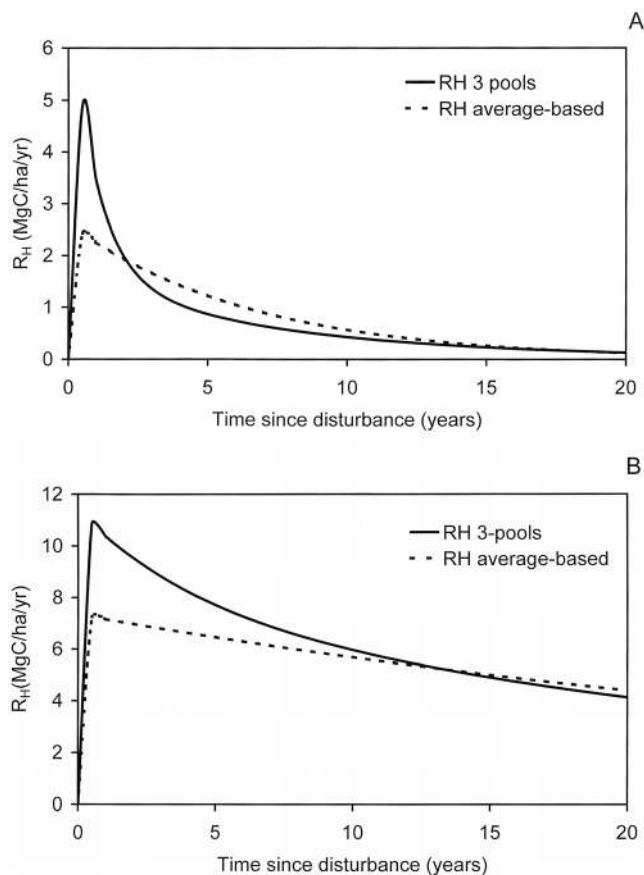 A
6
5
4
3
2
1
0
R_H (MgC/ha/yr)
RH 3 pools
RH average-based
0 5 10 15 20
Time since disturbance (years)
B
12
10
8
6
4
2
0
R_H(MgC/ha/yr)
RH 3-pools
RH average-based
0 5 10 15 20
Time since disturbance (years)